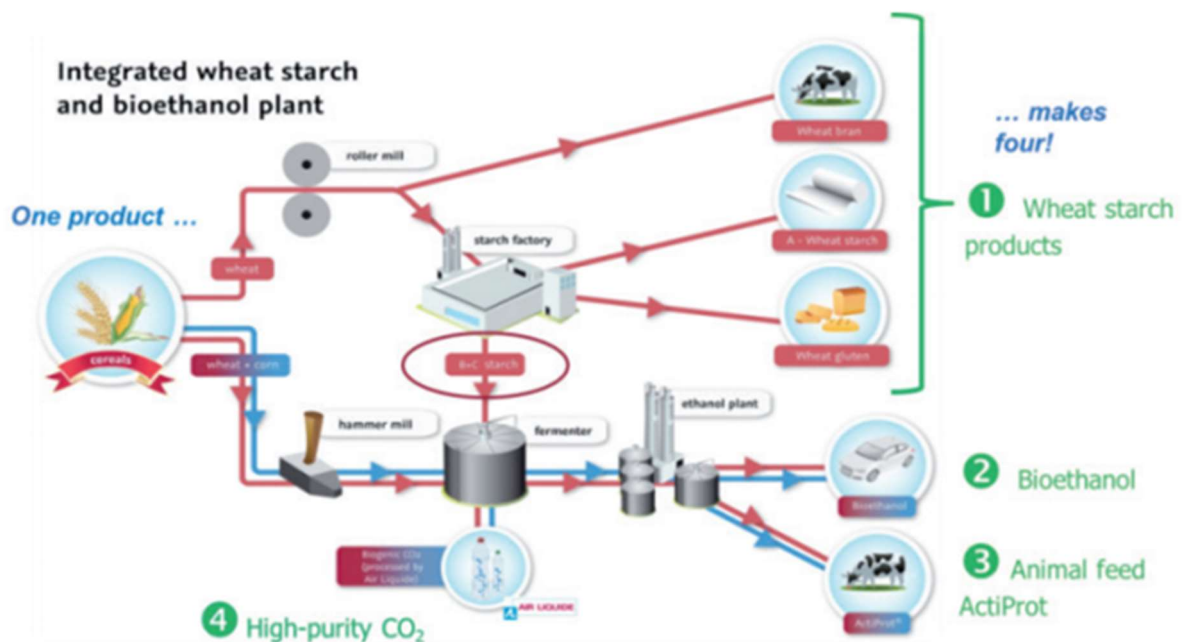 Integrated wheat starch
and bioethanol plant
One product ...
... makes
four!
roller mill
wheat
cereals
wheat + corn
starch factory
B+C starch
hammer mill
fermenter
ethanol plant
Wheat bran
A - Wheat starch
Wheat gluten
Bioethanol
ActiProt®
Biogenic CO₂
(processed by
Air Liquide)
AIR LIQUIDE
1 Wheat starch
products
2 Bioethanol
3 Animal feed
ActiProt
4 High-purity CO₂